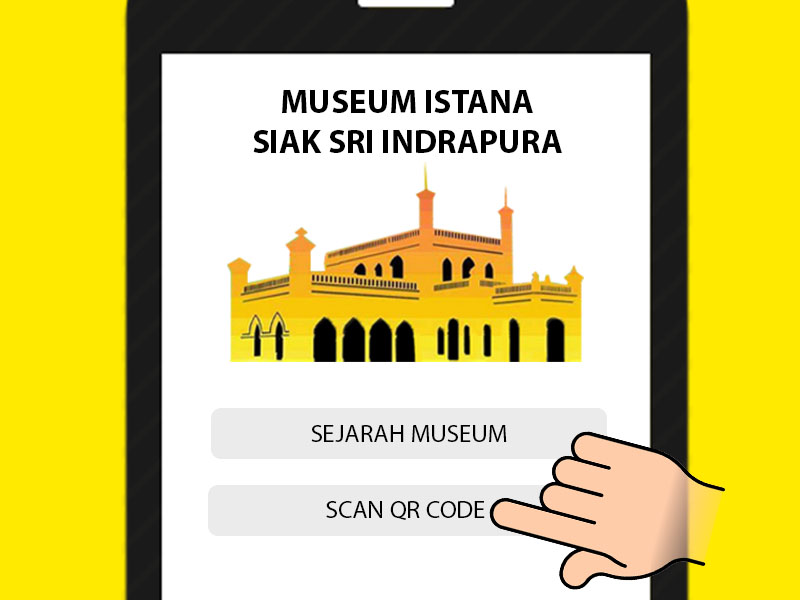 MUSEUM ISTANA
SIAK SRI INDRAPURA
SEJARAH MUSEUM
SCAN QR CODE